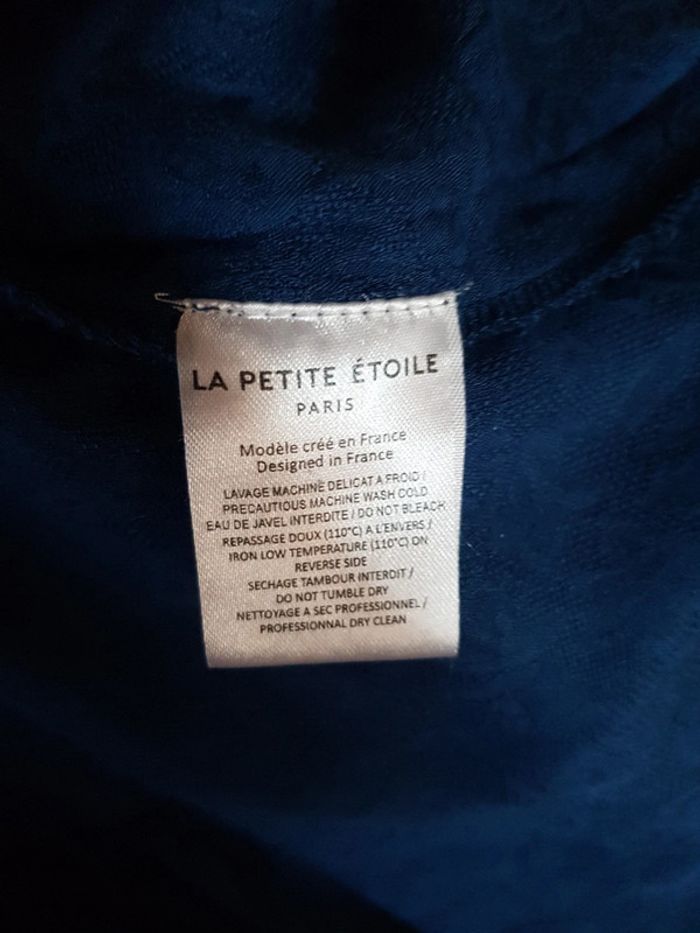 LA PETITE ÉTOILE
PARIS
Modèle créé en France
Designed in France
LAVAGE MACHINE DELICAT A FROID /
PRECAUTIOUS MACHINE WASH COLD
EAU DE JAVEL INTERDITE / DO NOT BLEACH
REPASSAGE DOUX (110°C) A L'ENVERS /
IRON LOW TEMPERATURE (110°C) ON
REVERSE SIDE
SECHAGE TAMBOUR INTERDIT /
DO NOT TUMBLE DRY
NETTOYAGE A SEC PROFESSIONNEL /
PROFESSIONNAL DRY CLEAN